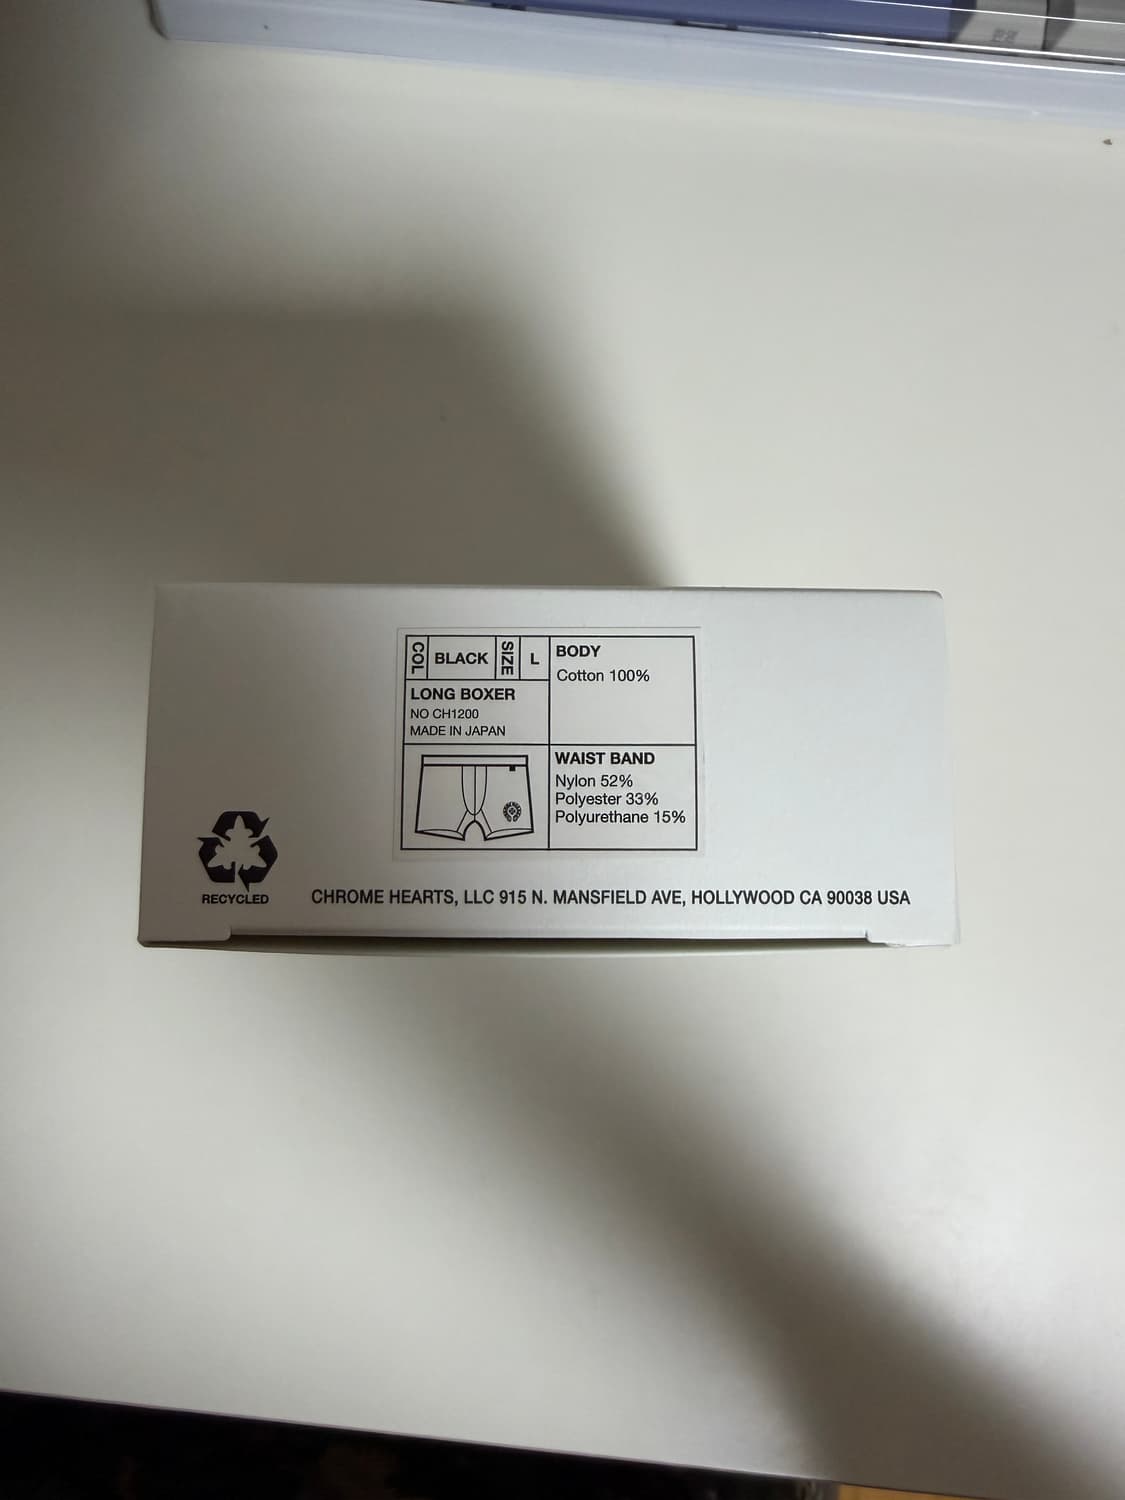 COL BLACK SIZE L
LONG BOXER
NO CH1200
MADE IN JAPAN
BODY
Cotton 100%
WAIST BAND
Nylon 52%
Polyester 33%
Polyurethane 15%
RECYCLED
CHROME HEARTS, LLC 915 N. MANSFIELD AVE, HOLLYWOOD CA 90038 USA